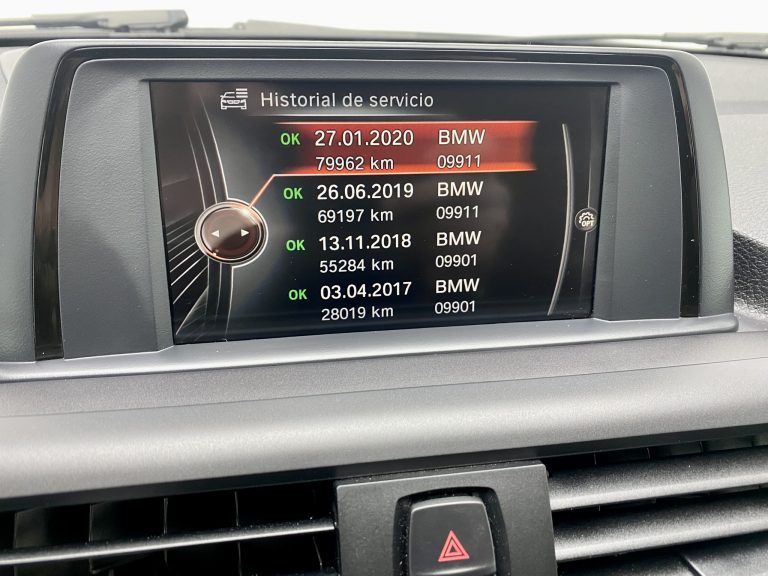 Historial de servicio
OK 27.01.2020 BMW
79962 km 09911
OK 26.06.2019 BMW
69197 km 09911
OK 13.11.2018 BMW
55284 km 09901
OK 03.04.2017 BMW
28019 km 09901
OPT